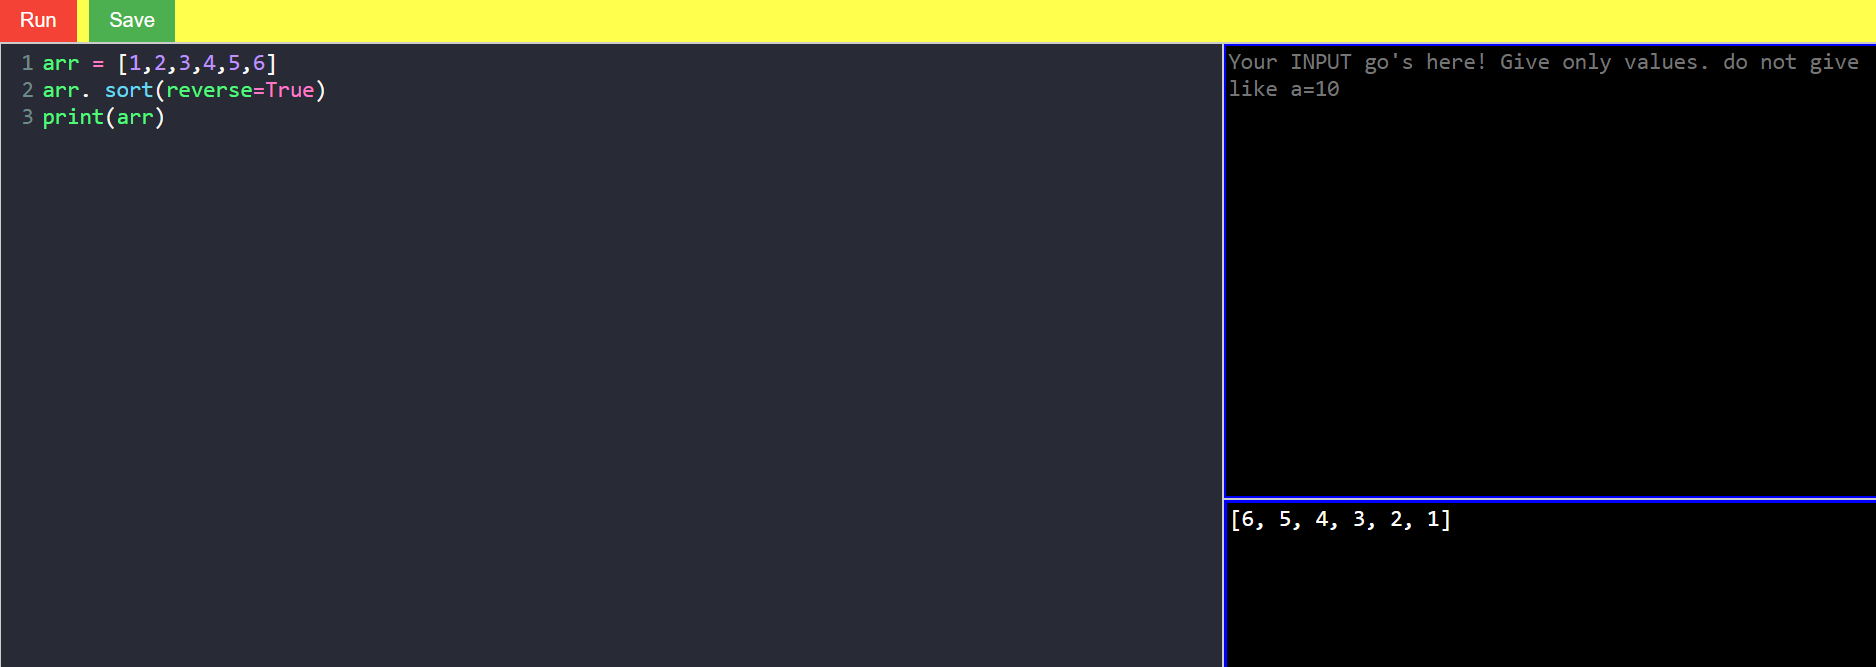 Run Save
1 arr = [1,2,3,4,5,6]
2 arr. sort(reverse=True)
3 print(arr)
Your INPUT go's here! Give only values. do not give
like a=10
[6, 5, 4, 3, 2, 1]